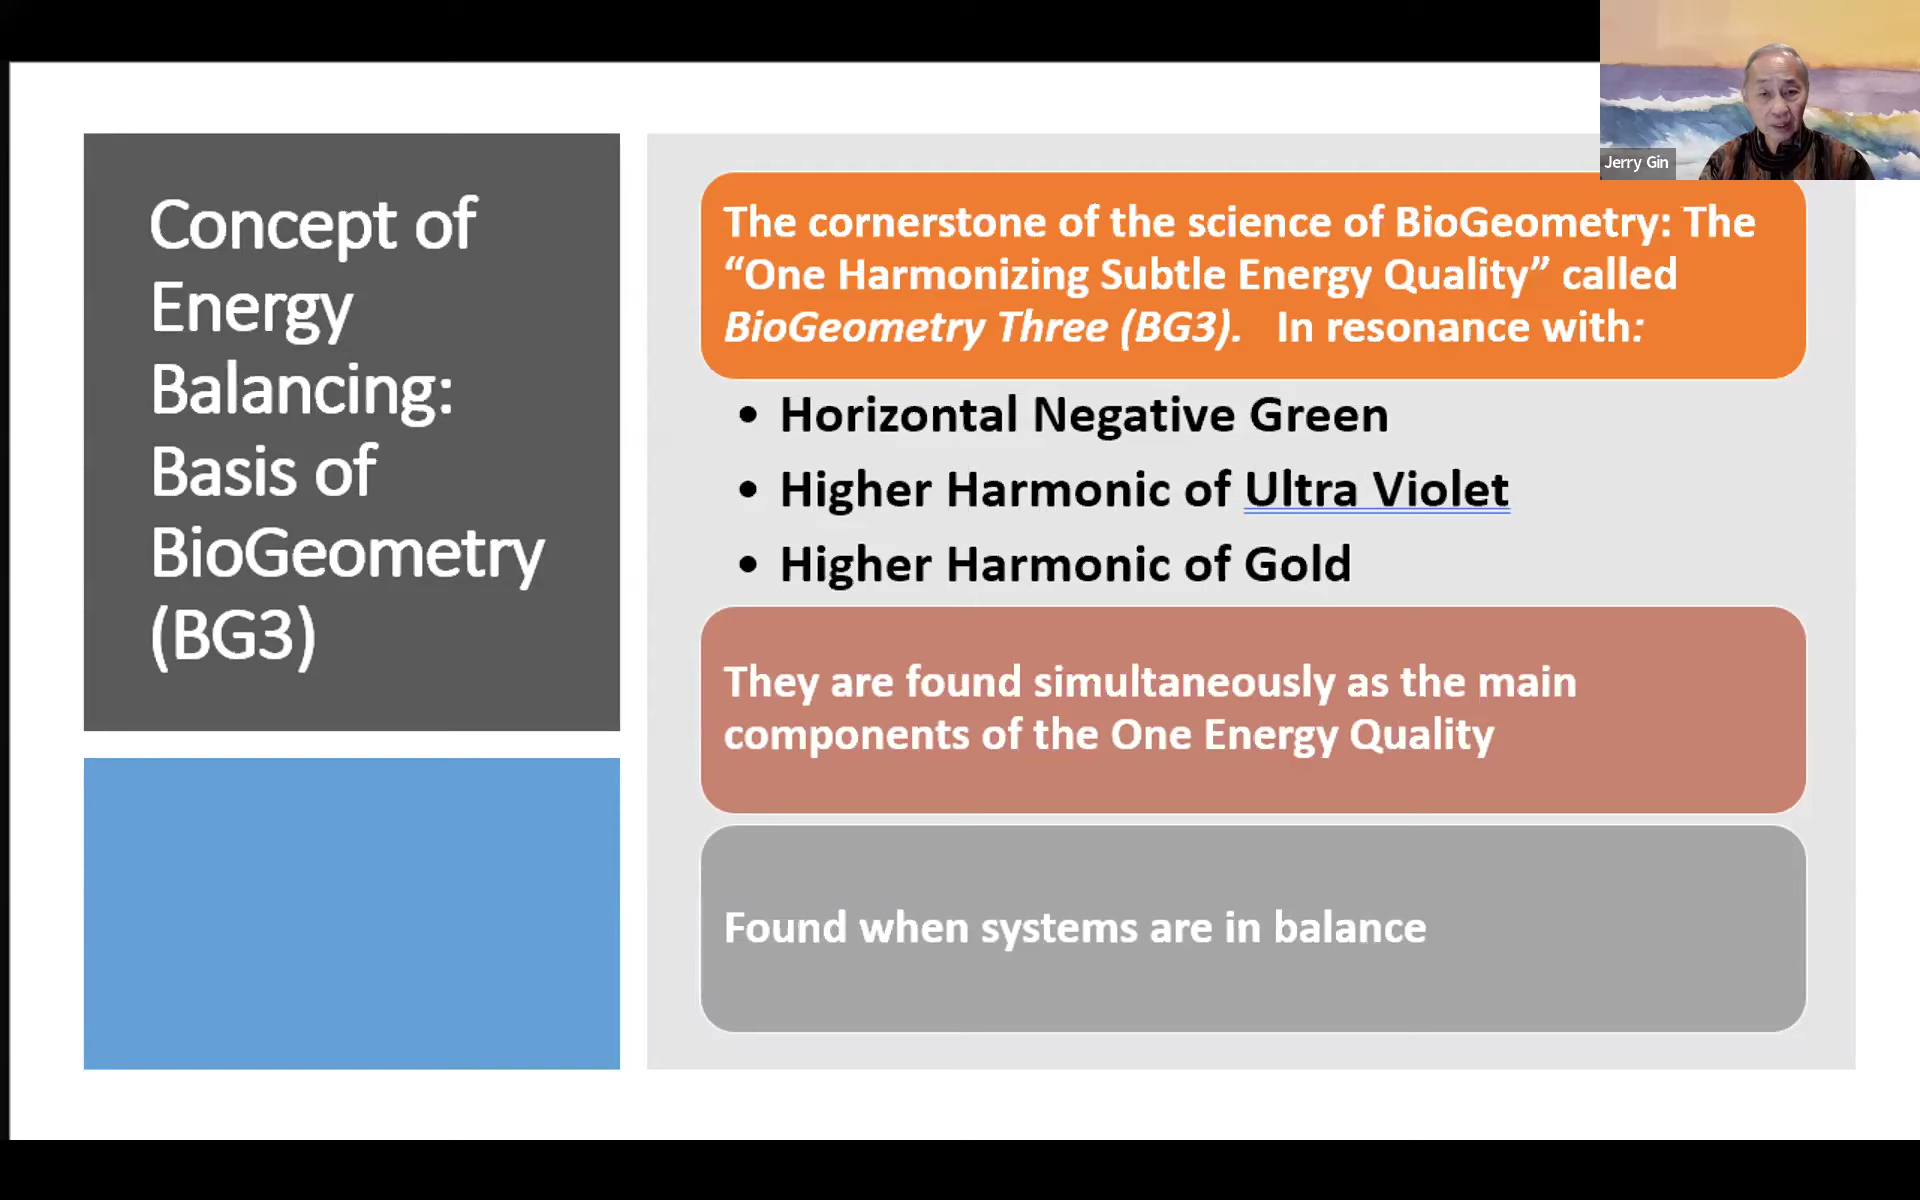 Concept of
Energy
Balancing:
Basis of
BioGeometry
(BG3)
The cornerstone of the science of BioGeometry: The
“One Harmonizing Subtle Energy Quality” called
BioGeometry Three (BG3). In resonance with:
• Horizontal Negative Green
• Higher Harmonic of Ultra Violet
• Higher Harmonic of Gold
They are found simultaneously as the main
components of the One Energy Quality
Found when systems are in balance
Jerry Gin